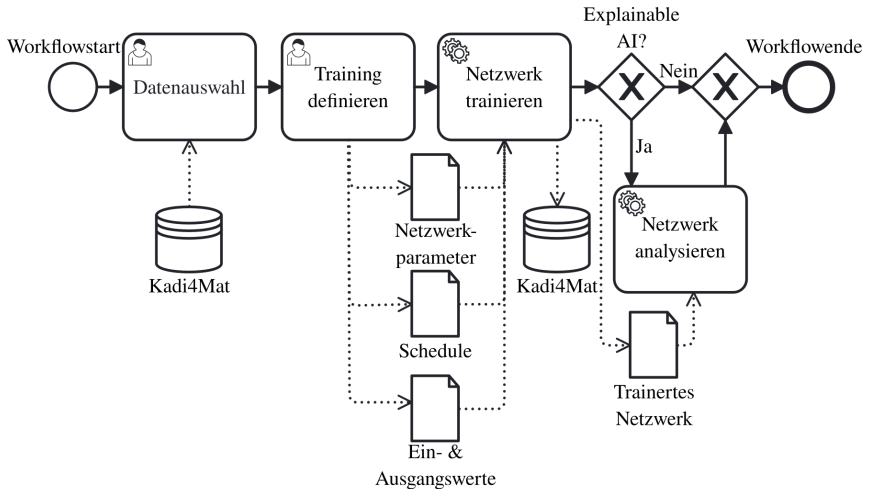 Explainable
AI?
Workflowstart
Workflowende
Datenauswahl
Training
definieren
Netzwerk
trainieren
Nein
Ja
Netzwerk
analysieren
Netzwerk-
parameter
Kadi4Mat
Kadi4Mat
Schedule
Trainertes
Netzwerk
Ein- &
Ausgangswerte